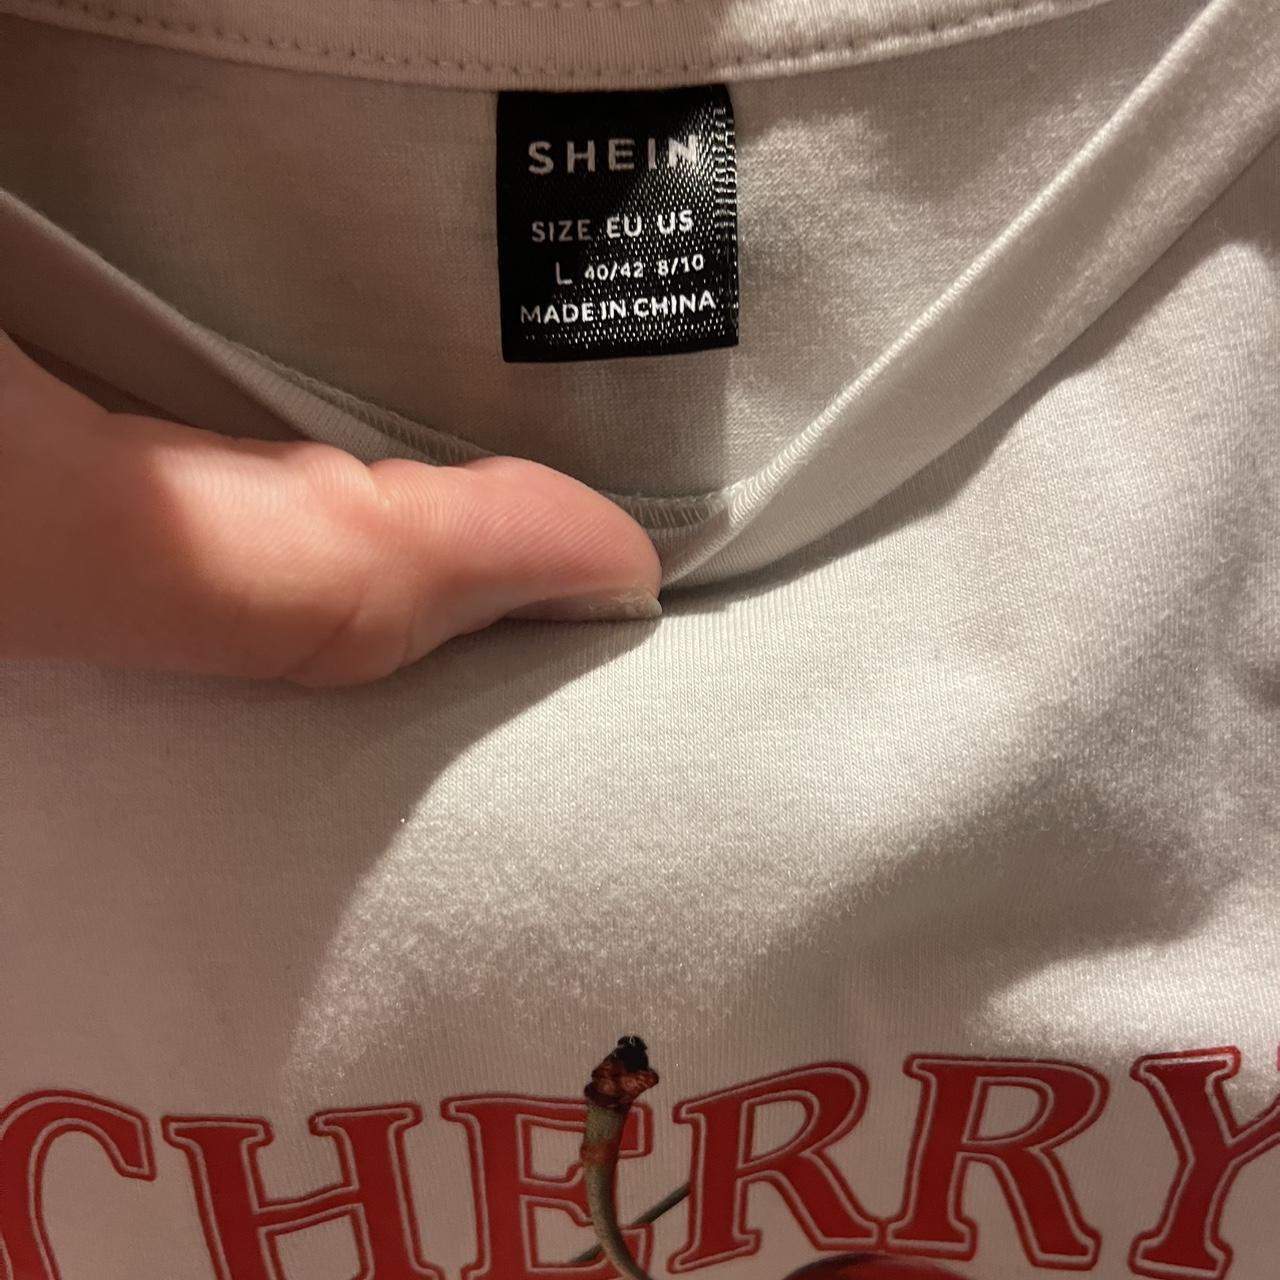 SHEIN
SIZE EU US
L 40/42 8/10
MADE IN CHINA
CHERRY